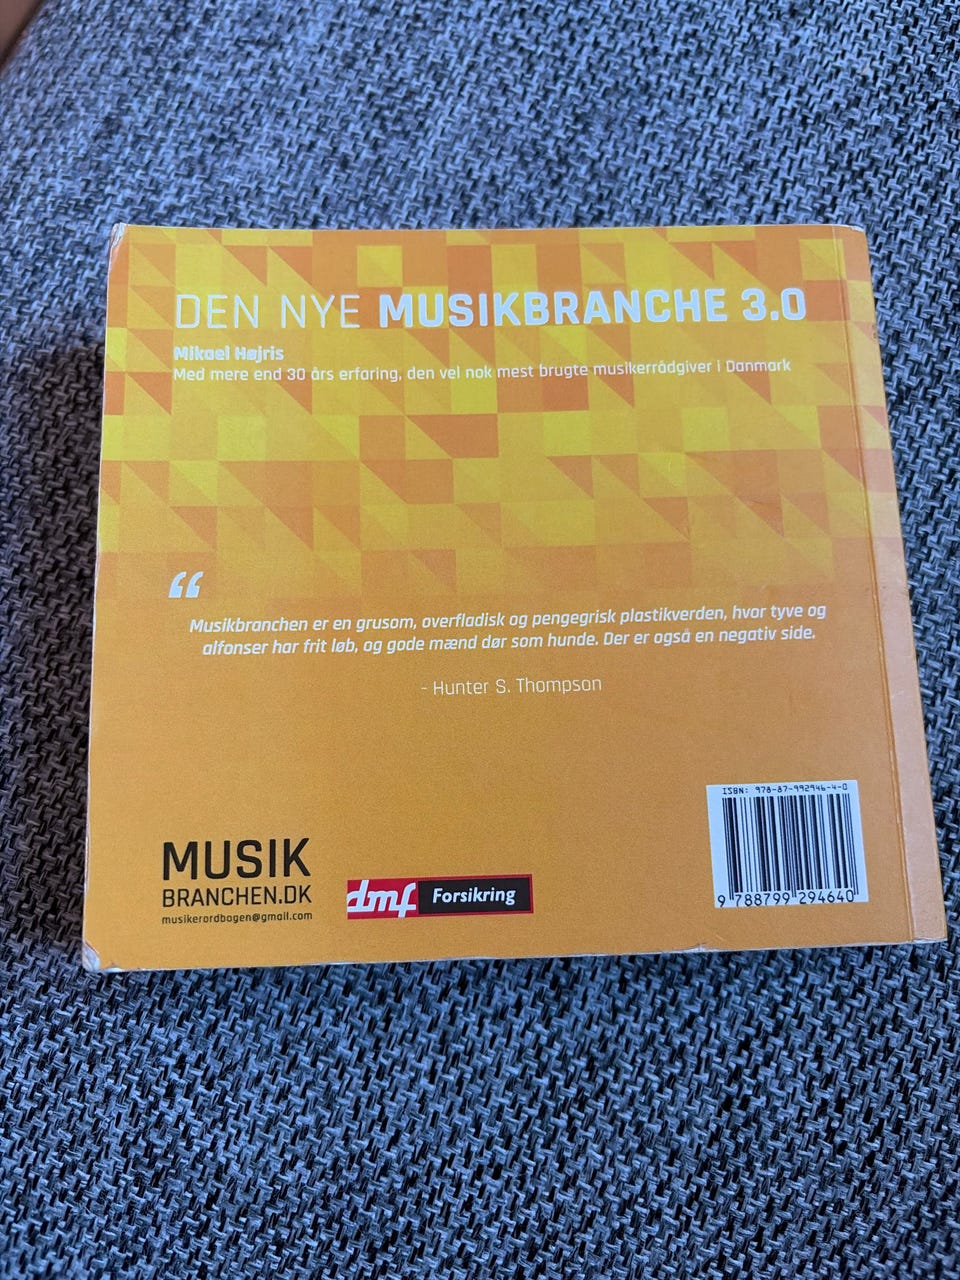 DEN NYE MUSIKBRANCHE 3.0
Mikael Højris
Med mere end 30 års erfaring, den vel nok mest brugte musikerrådgiver i Danmark
“
Musikbranchen er en grusom, overfladisk og pengegrisk plastikverden, hvor tyve og
alfonser har frit løb, og gode mænd dør som hunde. Der er også en negativ side.
- Hunter S. Thompson
ISBN: 978-87-992946-4-0
9 788799 294640
MUSIK
BRANCHEN.DK
musikerordbogen@gmail.com
dmf Forsikring